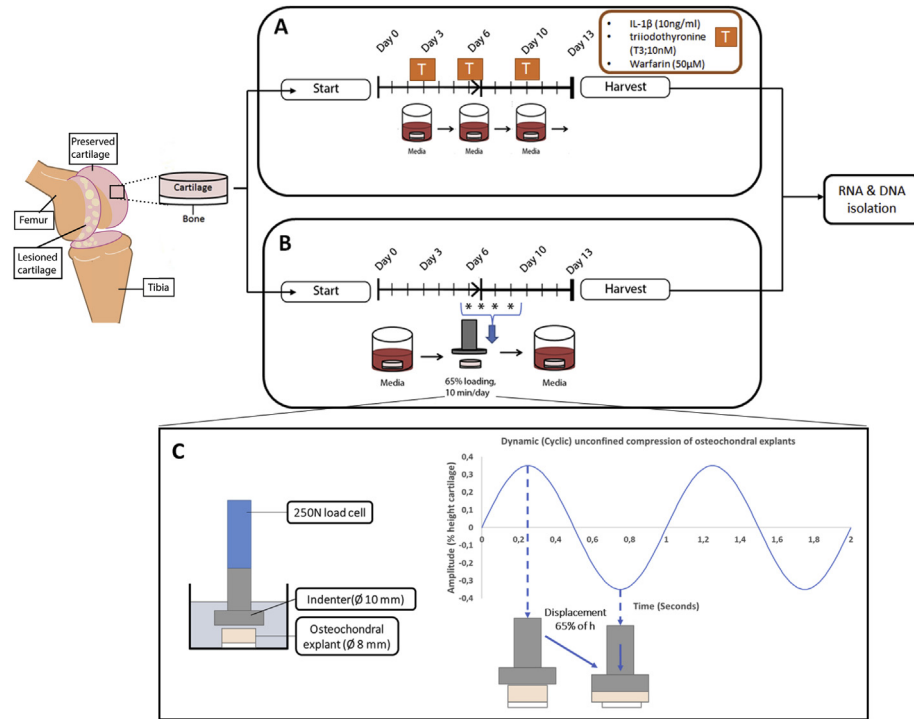 A
Day 0
Day 3
Day 6
Day 10
Day 13
• IL-1β (10ng/ml)
• triiodothyronine
(T3;10nM)
• Warfarin (50μM)
T
T
T
T
Start
Harvest
Media
Media
Media
Preserved
cartilage
Cartilage
Bone
Femur
Lesioned
cartilage
Tibia
RNA & DNA
isolation
B
Day 0
Day 3
Day 6
Day 10
Day 13
Start
Harvest
* * * *
Media
65% loading,
10 min/day
Media
C
250N load cell
Indenter(Ø 10 mm)
Osteochondral
explant (Ø 8 mm)
Dynamic (Cyclic) unconfined compression of osteochondral explants
Amplitude (% height cartilage)
0,4
0,3
0,2
0,1
0
-0,1
-0,2
-0,3
-0,4
0
0,2
0,4
0,6
0,8
1
1,2
1,4
1,6
1,8
2
Time (Seconds)
Displacement
65% of h